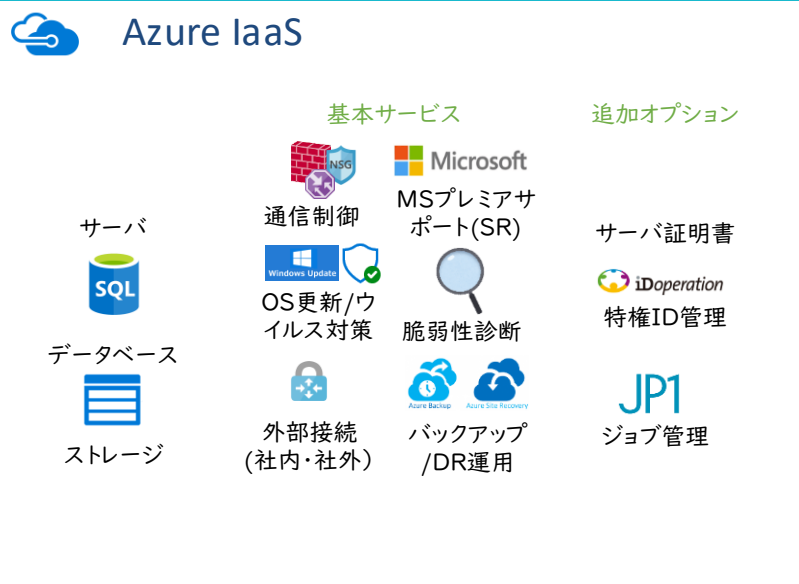 Azure IaaS
基本サービス
追加オプション
サーバ
SQL
データベース
ストレージ
NSG
通信制御
Microsoft
MSプレミアサ
ポート(SR)
Windows Update
OS更新/ウ
イルス対策
脆弱性診断
外部接続
(社内・社外)
Azure Backup
Azure Site Recovery
バックアップ
/DR運用
サーバ証明書
iDoperation
特権ID管理
JP1
ジョブ管理